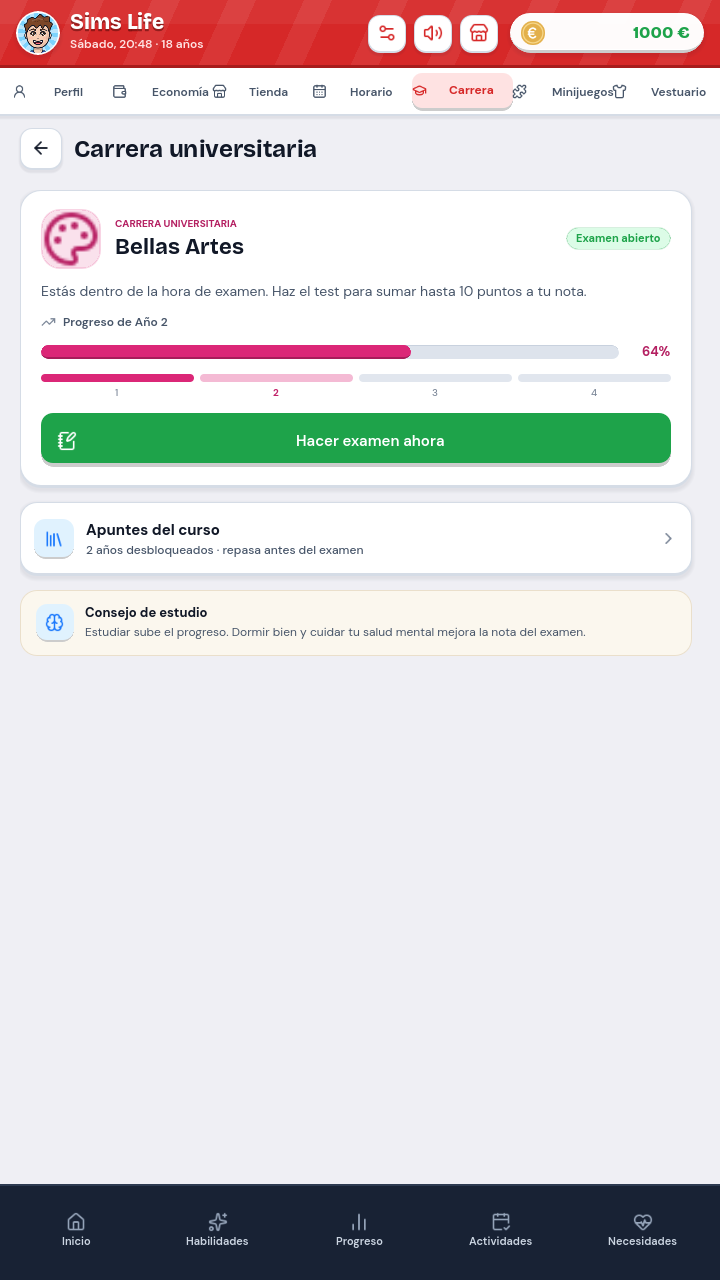 Sims Life
Sábado, 20:48 · 18 años
€
1000 €
Perfil
Economía
Tienda
Horario
Carrera
Minijuegos
Vestuario
Carrera universitaria
CARRERA UNIVERSITARIA
Bellas Artes
Examen abierto
Estás dentro de la hora de examen. Haz el test para sumar hasta 10 puntos a tu nota.
Progreso de Año 2
64%
1
2
3
4
Hacer examen ahora
Apuntes del curso
2 años desbloqueados · repasa antes del examen
Consejo de estudio
Estudiar sube el progreso. Dormir bien y cuidar tu salud mental mejora la nota del examen.
Inicio
Habilidades
Progreso
Actividades
Necesidades